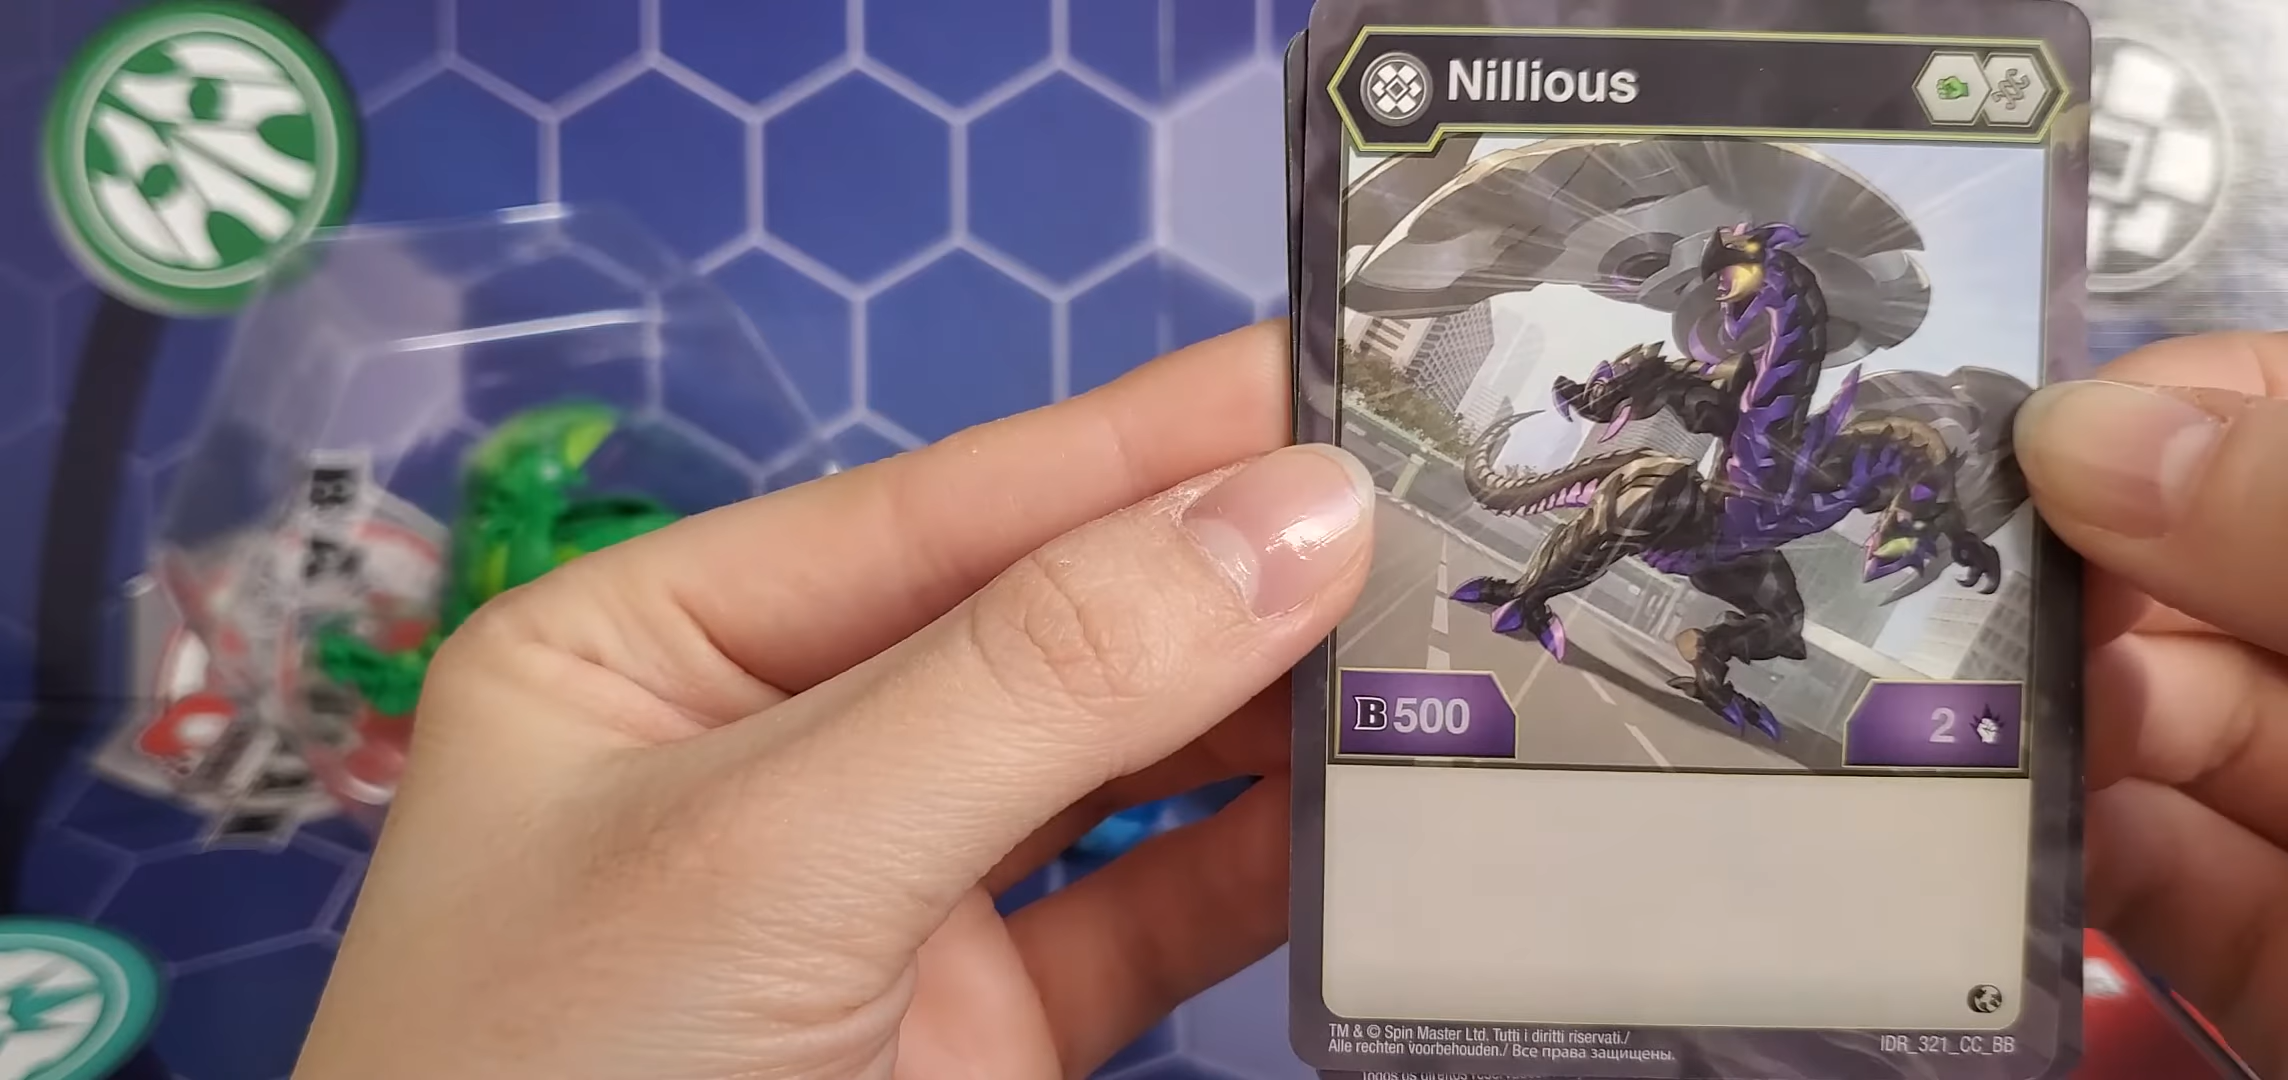 Nillious
B500
2
TM & © Spin Master Ltd. Tutti i diritti riservati./
Alle rechten voorbehouden./ Все права защищены.
IDR_321_CC_BB